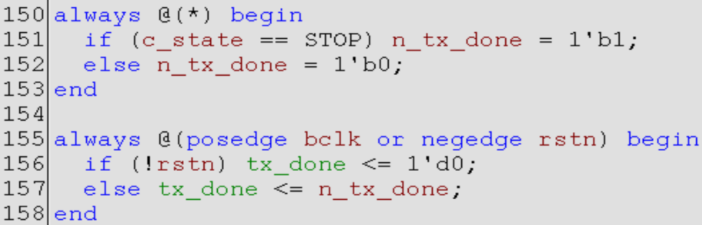 150 always @(*) begin
151   if (c_state == STOP) n_tx_done = 1'b1;
152   else n_tx_done = 1'b0;
153 end
154
155 always @(posedge bclk or negedge rstn) begin
156   if (!rstn) tx_done <= 1'd0;
157   else tx_done <= n_tx_done;
158 end